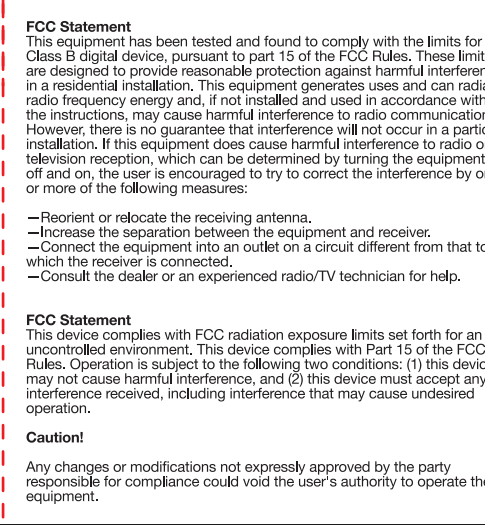 FCC Statement
This equipment has been tested and found to comply with the limits for
Class B digital device, pursuant to part 15 of the FCC Rules. These limit
are designed to provide reasonable protection against harmful interferen
in a residential installation. This equipment generates uses and can radia
radio frequency energy and, if not installed and used in accordance with
the instructions, may cause harmful interference to radio communication
However, there is no guarantee that interference will not occur in a partic
installation. If this equipment does cause harmful interference to radio o
television reception, which can be determined by turning the equipment
off and on, the user is encouraged to try to correct the interference by o
or more of the following measures:
—Reorient or relocate the receiving antenna.
—Increase the separation between the equipment and receiver.
—Connect the equipment into an outlet on a circuit different from that to
which the receiver is connected.
—Consult the dealer or an experienced radio/TV technician for help.
FCC Statement
This device complies with FCC radiation exposure limits set forth for an
uncontrolled environment. This device complies with Part 15 of the FCC
Rules. Operation is subject to the following two conditions: (1) this devic
may not cause harmful interference, and (2) this device must accept any
interference received, including interference that may cause undesired
operation.
Caution!
Any changes or modifications not expressly approved by the party
responsible for compliance could void the user's authority to operate the
equipment.